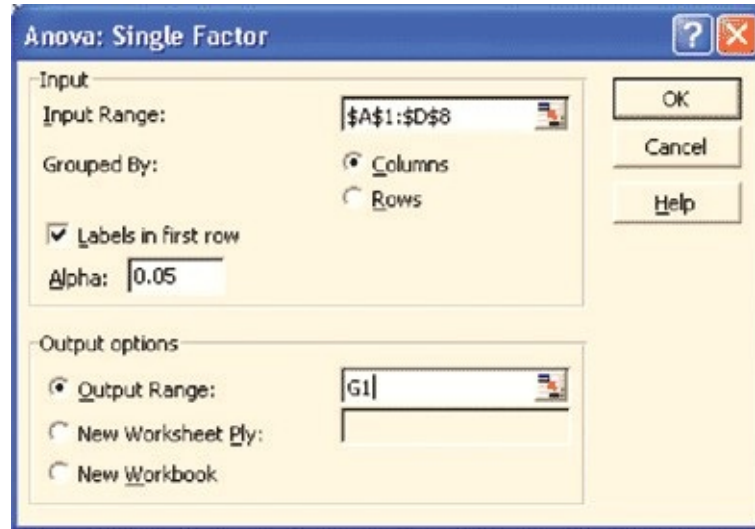 Anova: Single Factor
Input
Input Range: $A$1:$D$8
Grouped By: Columns
Rows
Labels in first row
Alpha: 0.05
OK
Cancel
Help
Output options
Output Range: G1
New Worksheet Ply:
New Workbook